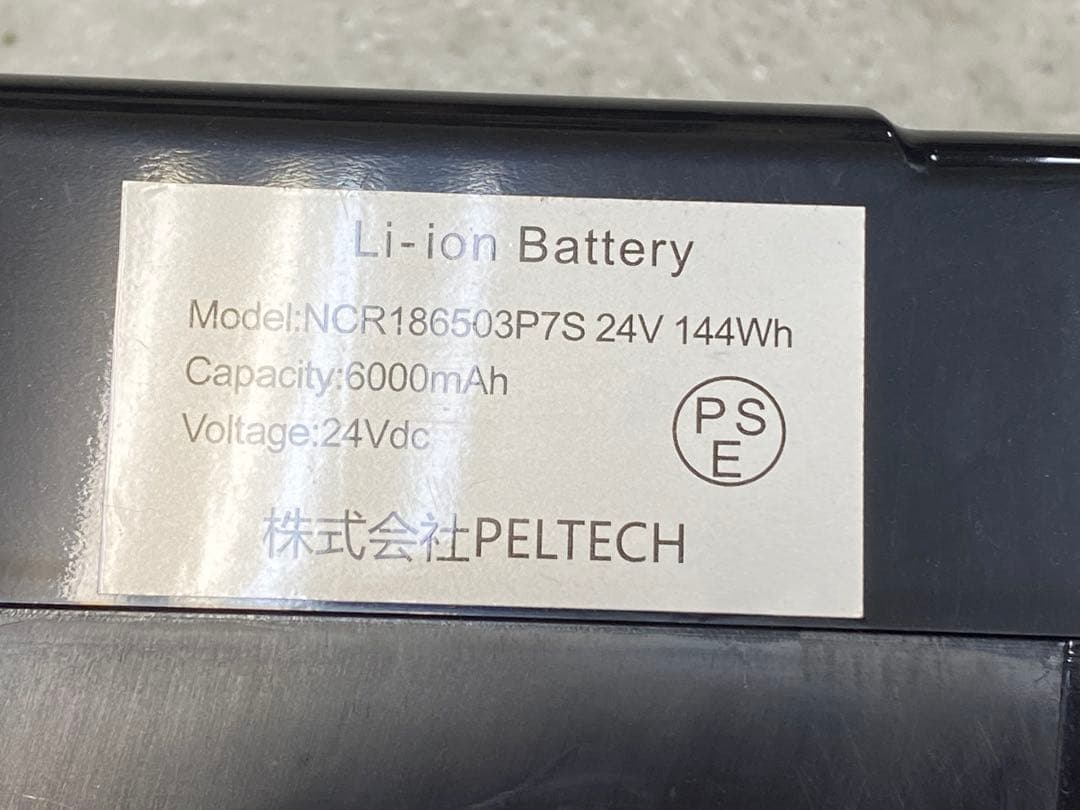 Li-ion Battery
Model:NCR186503P7S 24V 144Wh
Capacity:6000mAh
Voltage:24Vdc
PSE
株式会社PELTECH